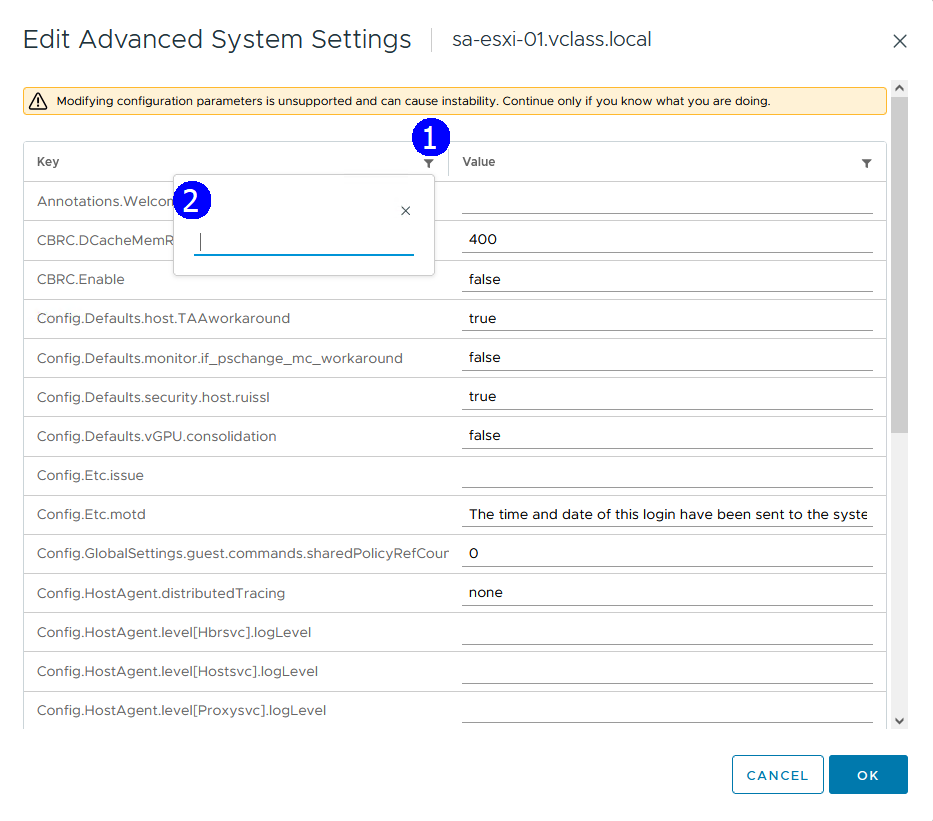 Edit Advanced System Settings sa-esxi-01.vclass.local
Modifying configuration parameters is unsupported and can cause instability. Continue only if you know what you are doing.
1
Key Value
2
Annotations.Welcom
CBRC.DCacheMemR 400
CBRC.Enable false
Config.Defaults.host.TAAworkaround true
Config.Defaults.monitor.if_pschange_mc_workaround false
Config.Defaults.security.host.ruissl true
Config.Defaults.vGPU.consolidation false
Config.Etc.issue
Config.Etc.motd The time and date of this login have been sent to the syste
Config.GlobalSettings.guest.commands.sharedPolicyRefCour 0
Config.HostAgent.distributedTracing none
Config.HostAgent.level[Hbrsvc].logLevel
Config.HostAgent.level[Hostsvc].logLevel
Config.HostAgent.level[Proxysvc].logLevel
CANCEL OK